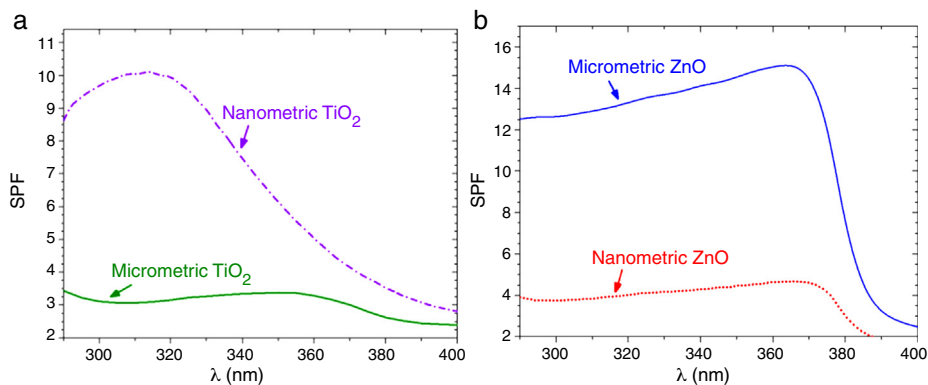 a
11
10
9
8
7
6
5
4
3
2
SPF
Nanometric TiO₂
Micrometric TiO₂
300 320 340 360 380 400
λ (nm)
b
16
14
12
10
8
6
4
2
SPF
Micrometric ZnO
Nanometric ZnO
300 320 340 360 380 400
λ (nm)